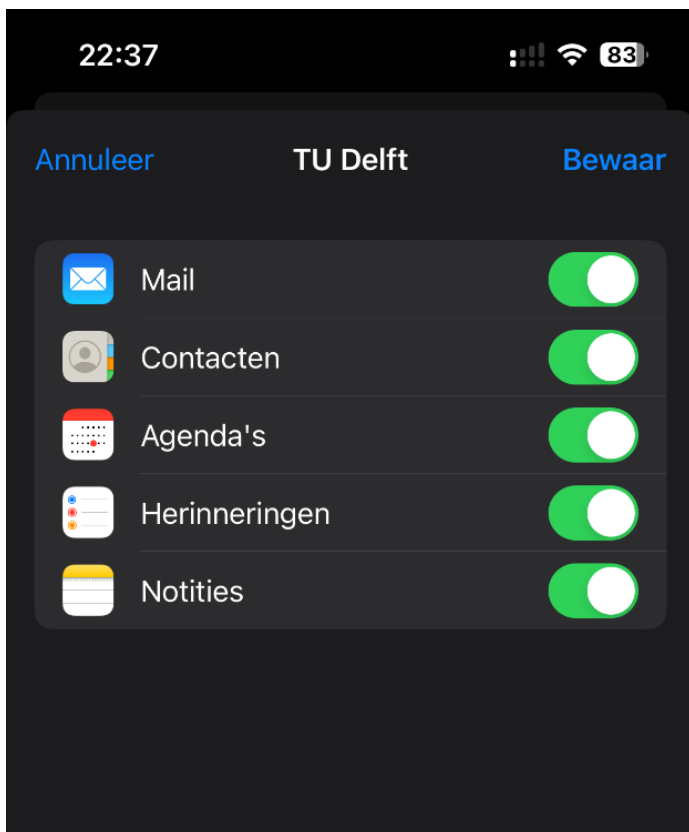 22:37
83
Annuleer TU Delft Bewaar
Mail
Contacten
Agenda's
Herinneringen
Notities